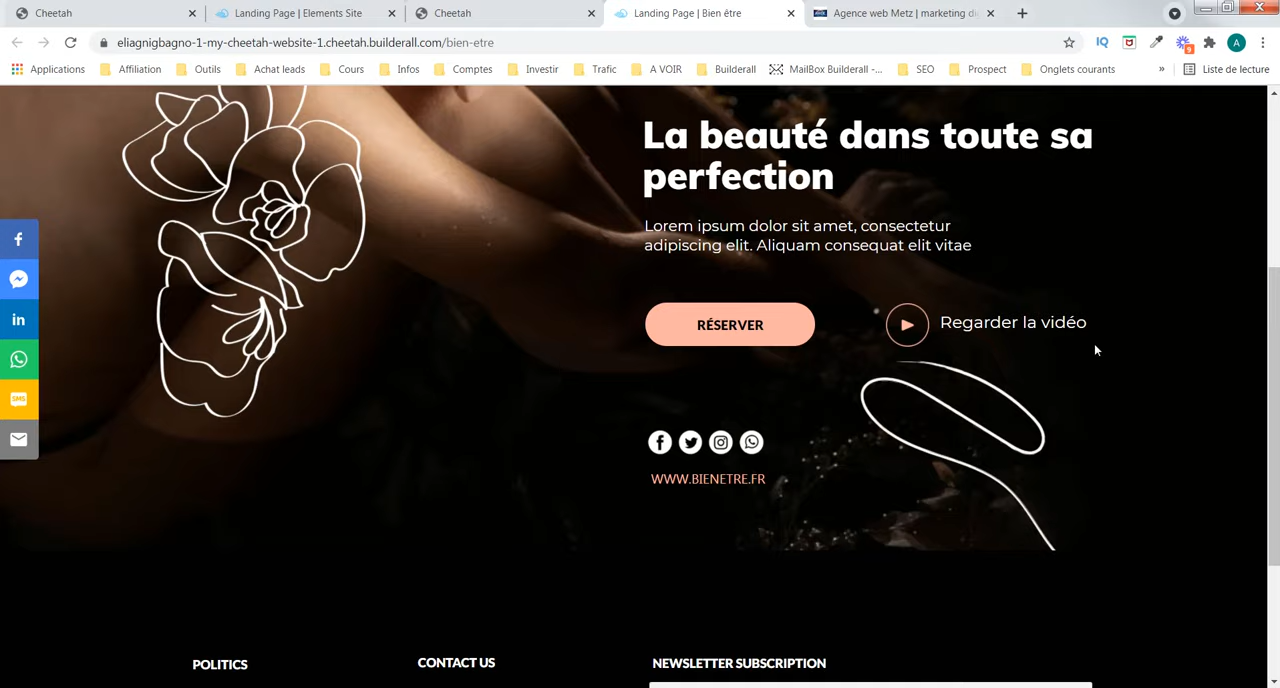 Cheetah
Landing Page | Elements Site
Cheetah
Landing Page | Bien être
Agence web Metz | marketing di
eliagnigbagno-1-my-cheetah-website-1.cheetah.builderall.com/bien-etre
IQ
9
A
Applications
Affiliation
Outils
Achat leads
Cours
Infos
Comptes
Investir
Trafic
A VOIR
Builderall
MailBox Builderall -...
SEO
Prospect
Onglets courants
»
Liste de lecture
La beauté dans toute sa
perfection
Lorem ipsum dolor sit amet, consectetur
adipiscing elit. Aliquam consequat elit vitae
RÉSERVER
Regarder la vidéo
SMS
WWW.BIENETRE.FR
POLITICS
CONTACT US
NEWSLETTER SUBSCRIPTION